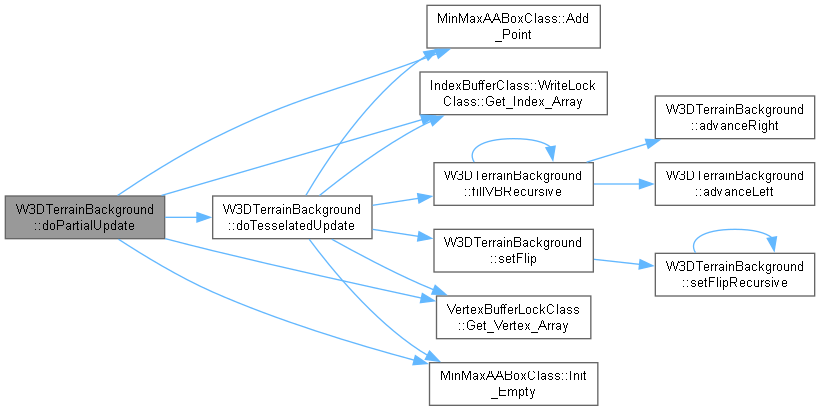 MinMaxAABoxClass::Add
_Point
IndexBufferClass::WriteLock
Class::Get_Index_Array
W3DTerrainBackground
::advanceRight
W3DTerrainBackground
::fillVBRecursive
W3DTerrainBackground
::advanceLeft
W3DTerrainBackground
::doPartialUpdate
W3DTerrainBackground
::doTesselatedUpdate
W3DTerrainBackground
::setFlip
W3DTerrainBackground
::setFlipRecursive
VertexBufferLockClass
::Get_Vertex_Array
MinMaxAABoxClass::Init
_Empty